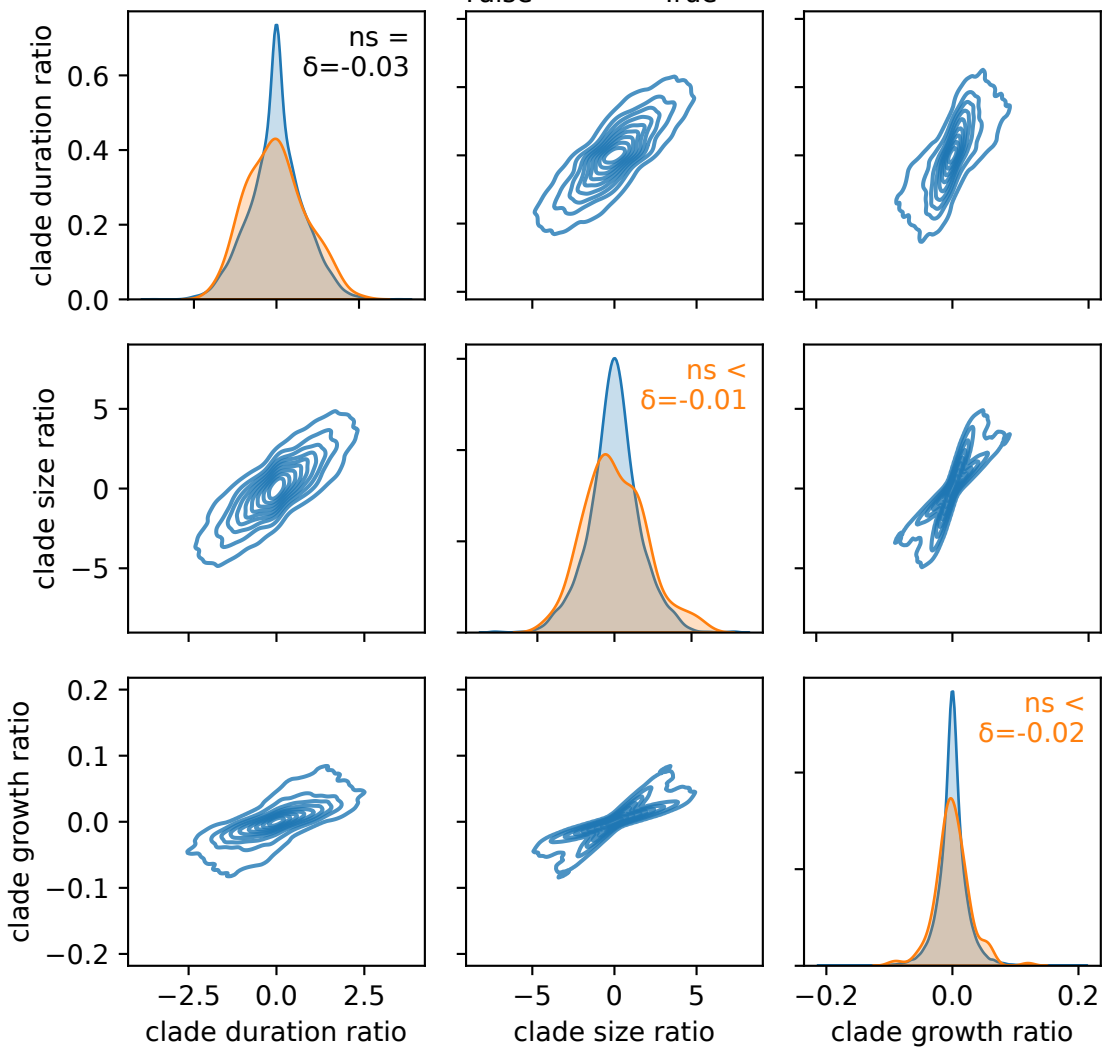 clade duration ratio
0.6
0.4
0.2
0.0
ns =
δ=-0.03
clade size ratio
5
0
−5
ns <
δ=-0.01
clade growth ratio
0.2
0.1
0.0
−0.1
−0.2
ns <
δ=-0.02
−2.5 0.0 2.5
−5 0 5
−0.2 0.0 0.2
clade duration ratio
clade size ratio
clade growth ratio